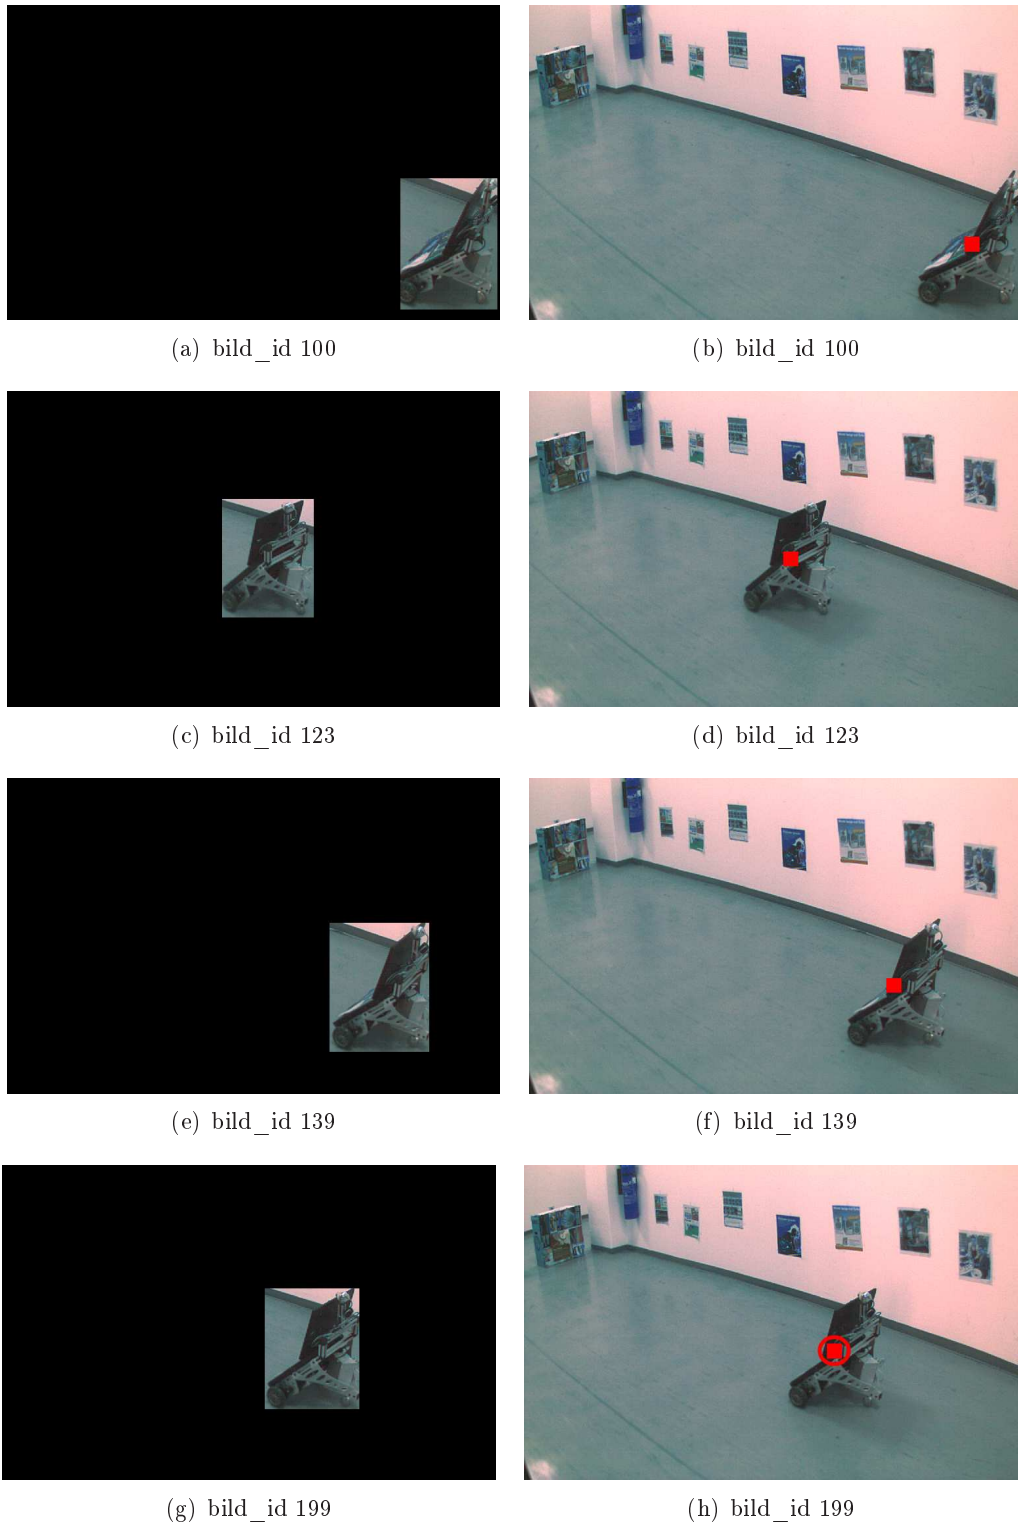 (a) bild_id 100
(b) bild_id 100
(c) bild_id 123
(d) bild_id 123
(e) bild_id 139
(f) bild_id 139
(g) bild_id 199
(h) bild_id 199